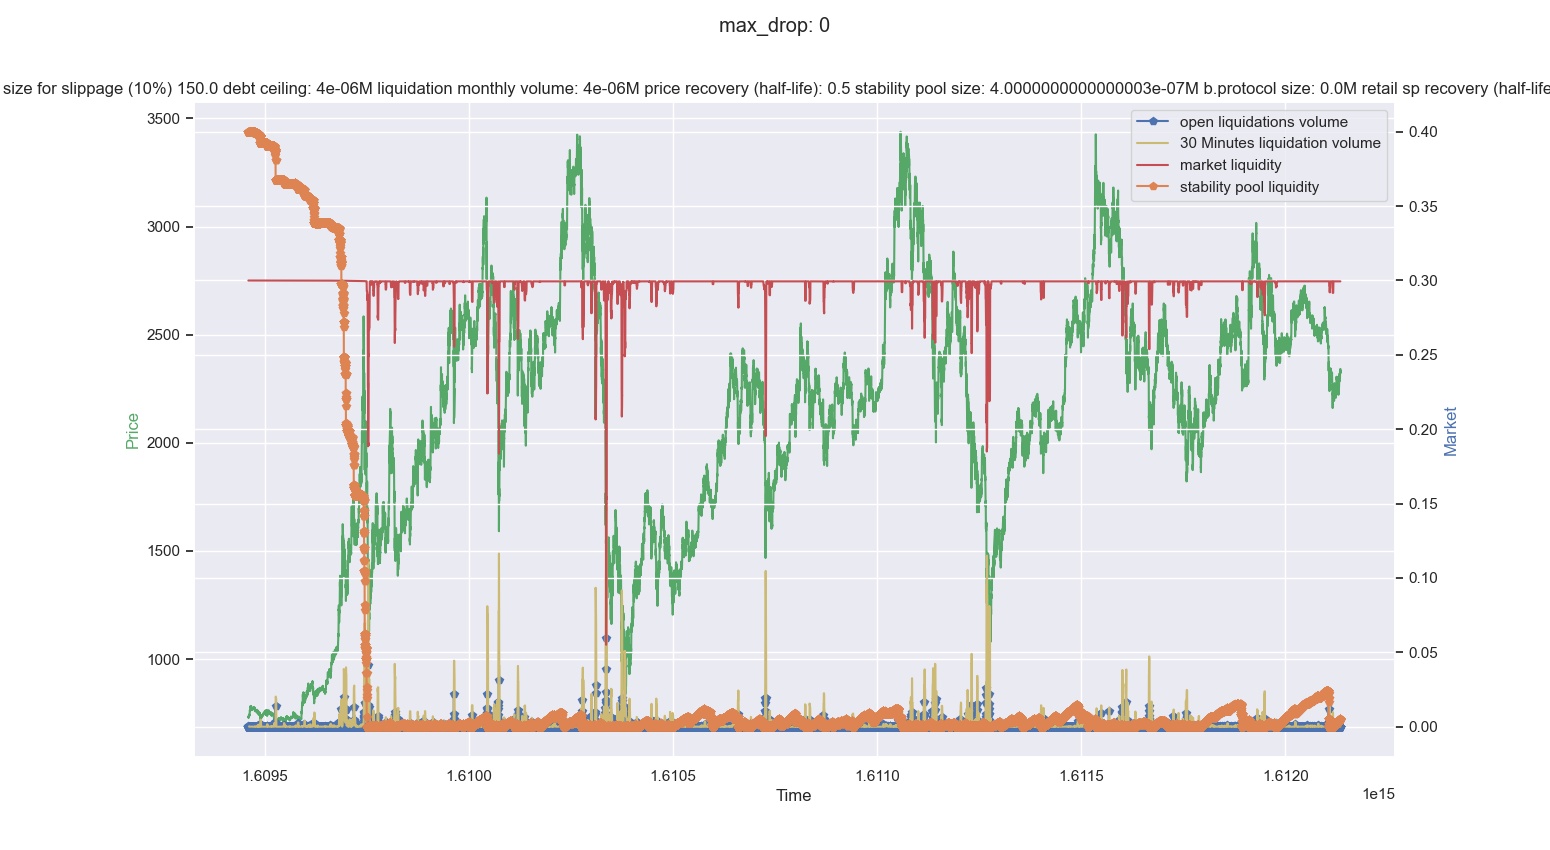 max_drop: 0
size for slippage (10%) 150.0 debt ceiling: 4e-06M liquidation monthly volume: 4e-06M price recovery (half-life): 0.5 stability pool size: 4.0000000000000003e-07M b.protocol size: 0.0M retail sp recovery (half-life
open liquidations volume
30 Minutes liquidation volume
market liquidity
stability pool liquidity
3500
3000
2500
2000
1500
1000
Price
0.40
0.35
0.30
0.25
0.20
0.15
0.10
0.05
0.00
Market
1.6095
1.6100
1.6105
1.6110
1.6115
1.6120
Time
1e15